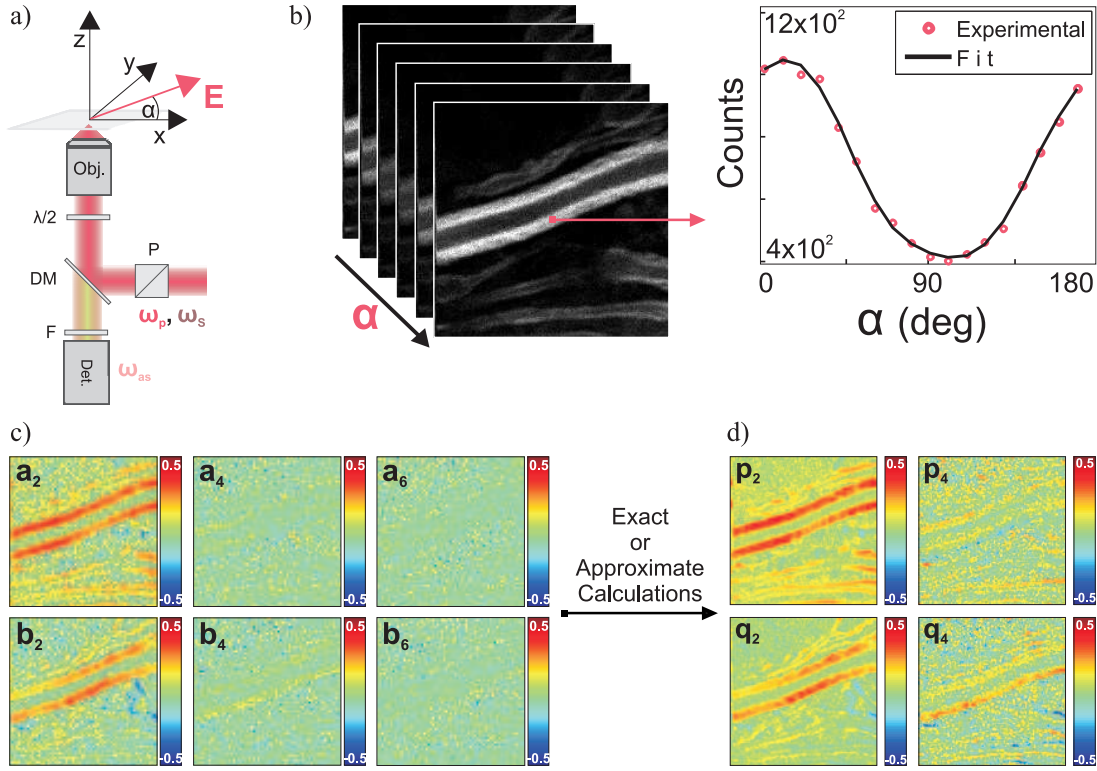 a)
z
y
E
α
x
Obj.
λ/2
P
DM
ωp, ωs
F
Det.
ωas
b)
α
12x10²
Experimental
Fit
Counts
4x10²
0 90 180
α (deg)
c)
a₂ 0.5 a₄ 0.5 a₆ 0.5
-0.5 -0.5 -0.5
b₂ 0.5 b₄ 0.5 b₆ 0.5
-0.5 -0.5 -0.5
Exact
or
Approximate
Calculations
d)
p₂ 0.5 p₄ 0.5
-0.5 -0.5
q₂ 0.5 q₄ 0.5
-0.5 -0.5